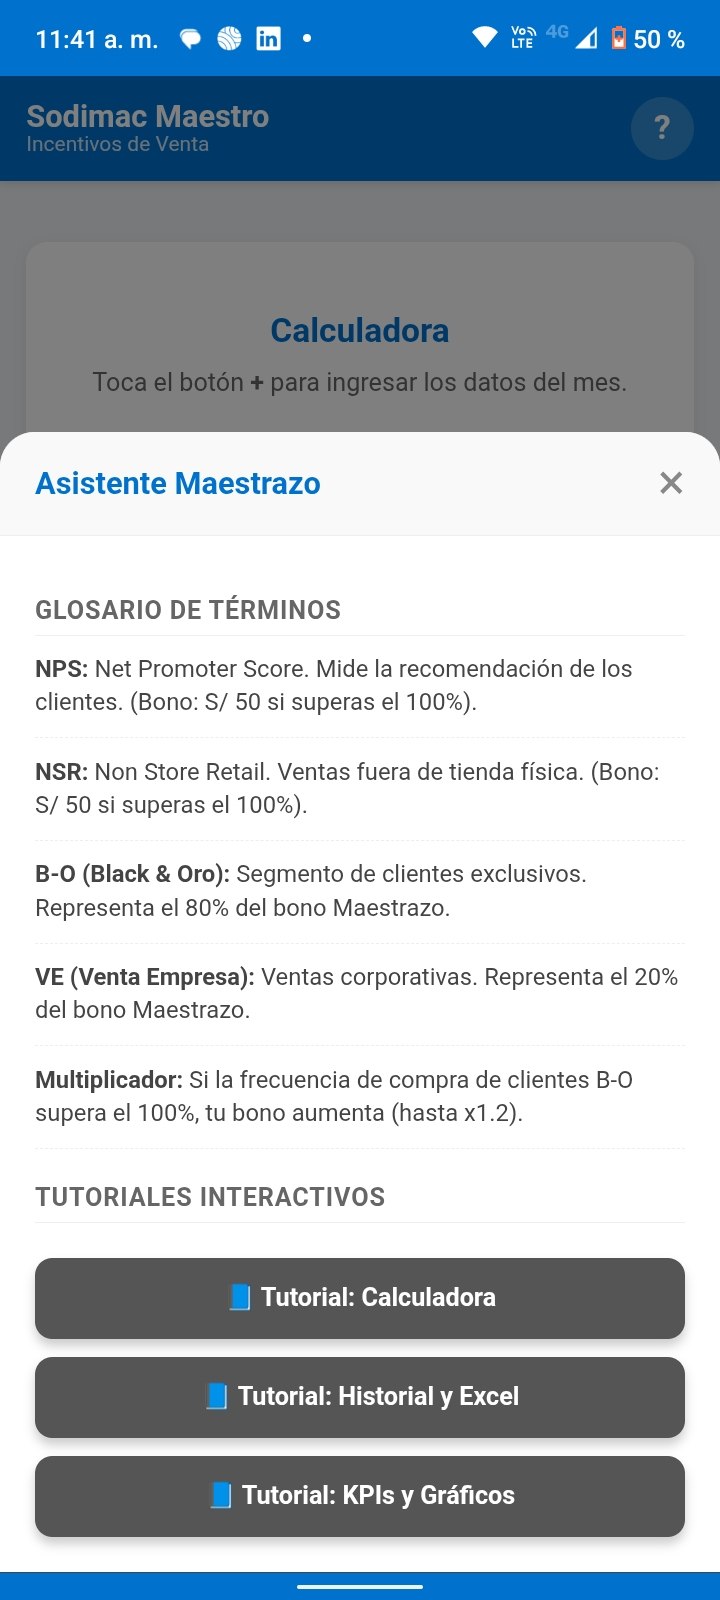 11:41 a. m.
VoLTE 4G 50 %
Sodimac Maestro
Incentivos de Venta
?
Calculadora
Toca el botón + para ingresar los datos del mes.
Asistente Maestrazo
GLOSARIO DE TÉRMINOS
NPS: Net Promoter Score. Mide la recomendación de los
clientes. (Bono: S/ 50 si superas el 100%).
NSR: Non Store Retail. Ventas fuera de tienda física. (Bono:
S/ 50 si superas el 100%).
B-O (Black & Oro): Segmento de clientes exclusivos.
Representa el 80% del bono Maestrazo.
VE (Venta Empresa): Ventas corporativas. Representa el 20%
del bono Maestrazo.
Multiplicador: Si la frecuencia de compra de clientes B-O
supera el 100%, tu bono aumenta (hasta x1.2).
TUTORIALES INTERACTIVOS
Tutorial: Calculadora
Tutorial: Historial y Excel
Tutorial: KPIs y Gráficos